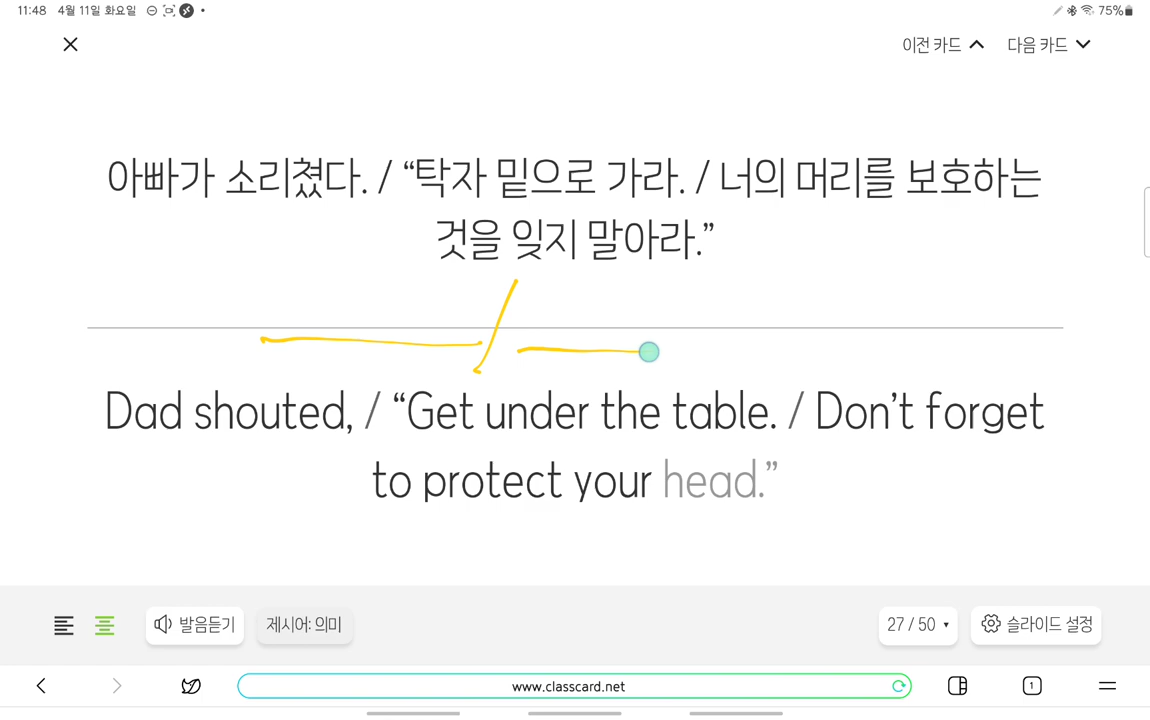 11:48 4월 11일 화요일
75%
이전 카드 다음 카드
아빠가 소리쳤다. / “탁자 밑으로 가라. / 너의 머리를 보호하는
것을 잊지 말아라.”
Dad shouted, / “Get under the table. / Don’t forget
to protect your head.”
발음듣기 제시어: 의미 27 / 50 슬라이드 설정
www.classcard.net 1